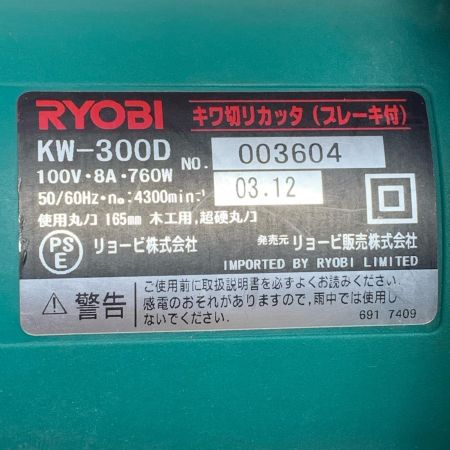 RYOBI キワ切リカッタ(ブレーキ付)
KW-300D NO. 003604
100V・8A・760W 03.12
50/60Hz・n₀:4300min⁻¹
使用丸ノコ 165mm 木工用,超硬丸ノコ
PSE リョービ株式会社 発売元 リョービ販売株式会社
IMPORTED BY RYOBI LIMITED
⚠警告 ご使用前に取扱説明書を必ずよくお読みください。
感電のおそれがありますので、雨中では使用し
ないでください。
691 7409